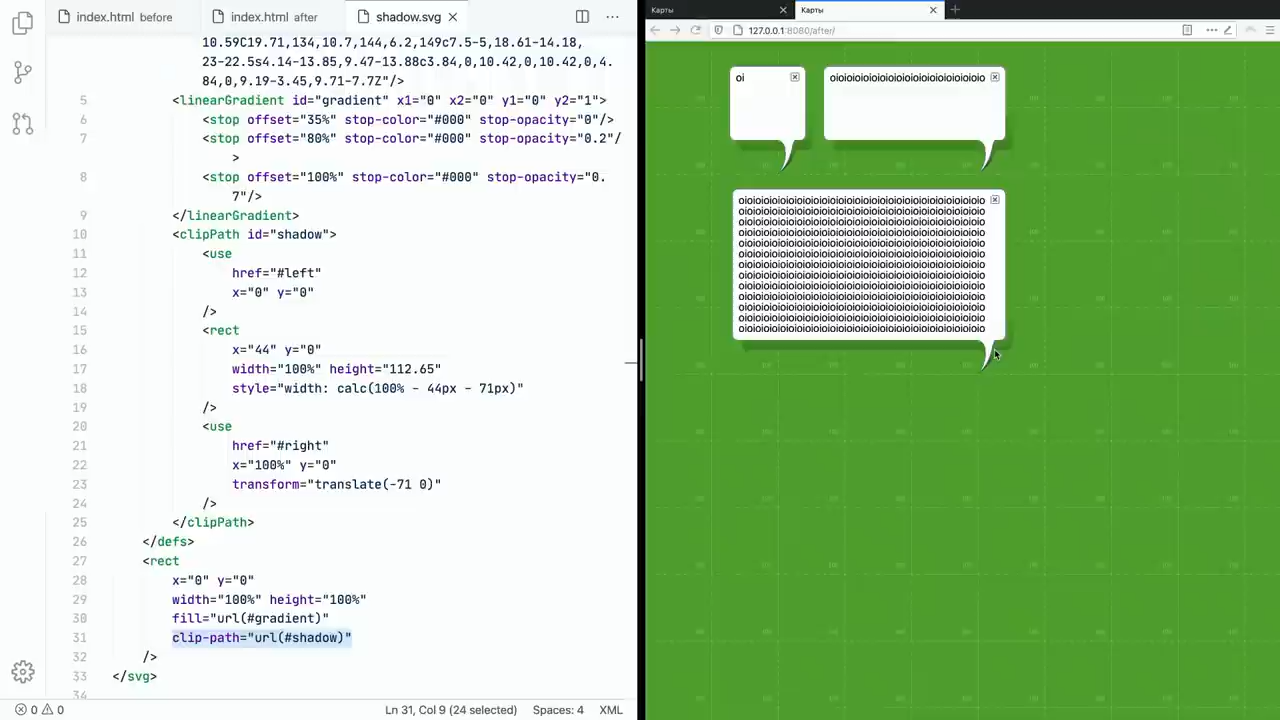 index.html before
index.html after
shadow.svg
10.59C19.71,134,10.7,144,6.2,149c7.5-5,18.61-14.18,
23-22.5s4.14-13.85,9.47-13.88c3.84,0,10.42,0,10.42,0,4.
84,0,9.19-3.45,9.71-7.7Z"/>
5 <linearGradient id="gradient" x1="0" x2="0" y1="0" y2="1">
6 <stop offset="35%" stop-color="#000" stop-opacity="0"/>
7 <stop offset="80%" stop-color="#000" stop-opacity="0.2"/
>
8 <stop offset="100%" stop-color="#000" stop-opacity="0.
7"/>
9 </linearGradient>
10 <clipPath id="shadow">
11 <use
12 href="#left"
13 x="0" y="0"
14 />
15 <rect
16 x="44" y="0"
17 width="100%" height="112.65"
18 style="width: calc(100% - 44px - 71px)"
19 />
20 <use
21 href="#right"
22 x="100%" y="0"
23 transform="translate(-71 0)"
24 />
25 </clipPath>
26 </defs>
27 <rect
28 x="0" y="0"
29 width="100%" height="100%"
30 fill="url(#gradient)"
31 clip-path="url(#shadow)"
32 />
33 </svg>
34
0 0
Ln 31, Col 9 (24 selected)
Spaces: 4
XML
Карты
Карты
127.0.0.1:8080/after/
oi